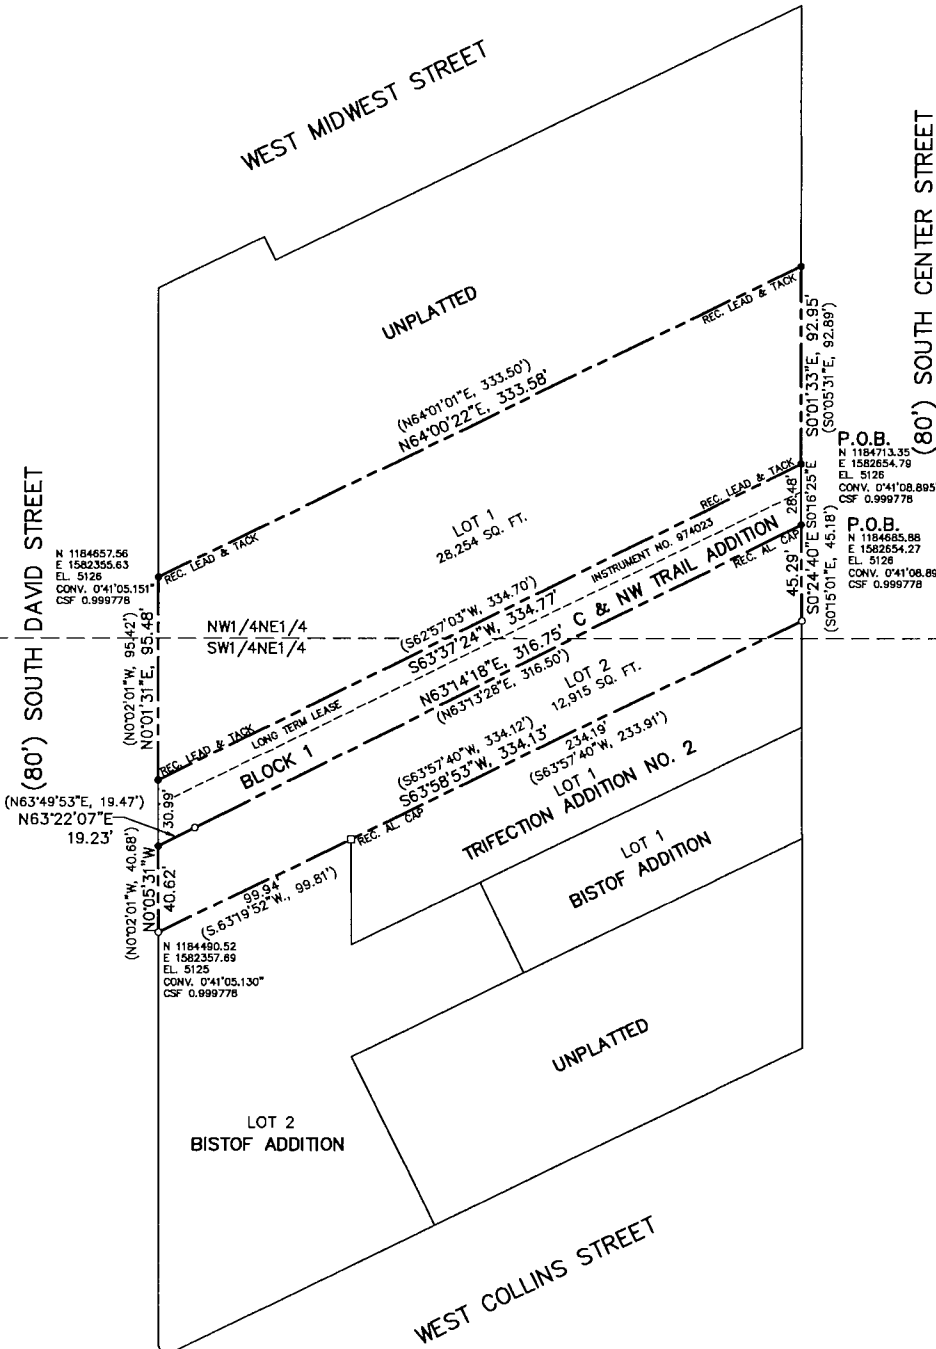 WEST MIDWEST STREET
(80') SOUTH CENTER STREET
UNPLATTED
REC. LEAD & TACK
(N64°01'01"E, 333.50')
N64°00'22"E, 333.58'
S0°01'33"E, 92.95'
(S0°05'31"E, 92.89')
P.O.B.
N 1184713.35
E 1582654.79
EL. 5126
CONV. 0°41'08.895"
CSF 0.999778
REC. LEAD & TACK
28.48'
S0°16'25"E
LOT 1
28,254 SQ. FT.
INSTRUMENT NO. 974023
P.O.B.
N 1184685.88
E 1582654.27
EL. 5126
CONV. 0°41'08.89
CSF 0.999778
(80') SOUTH DAVID STREET
N 1184657.56
E 1582355.63
EL. 5126
CONV. 0°41'05.151"
CSF 0.999778
REC. LEAD & TACK
REC. AL. CAP
45.29'
S0°24'40"E
(S0°15'01"E, 45.18')
NW1/4NE1/4
SW1/4NE1/4
(N0°02'01"W, 95.42')
N0°01'31"E, 95.48'
(S62°57'03"W, 334.70')
S63°37'24"W, 334.77'
C & NW TRAIL ADDITION
N63°14'18"E, 316.75'
(N63°13'28"E, 316.50')
LOT 2
12,915 SQ. FT.
REC. LEAD & TACK
LONG TERM LEASE
BLOCK 1
(S63°57'40"W, 334.12')
S63°58'53"W, 334.13'
234.19'
(S63°57'40"W, 233.91')
LOT 1
TRIFECTION ADDITION NO. 2
30.99'
(N63°49'53"E, 19.47')
N63°22'07"E
19.23'
REC. AL. CAP
LOT 1
BISTOF ADDITION
(N0°02'01"W, 40.68')
N0°05'31"W
40.62'
99.94'
(S.63°19'52"W., 99.81')
N 1184490.52
E 1582357.69
EL. 5125
CONV. 0°41'05.130"
CSF 0.999778
UNPLATTED
LOT 2
BISTOF ADDITION
WEST COLLINS STREET